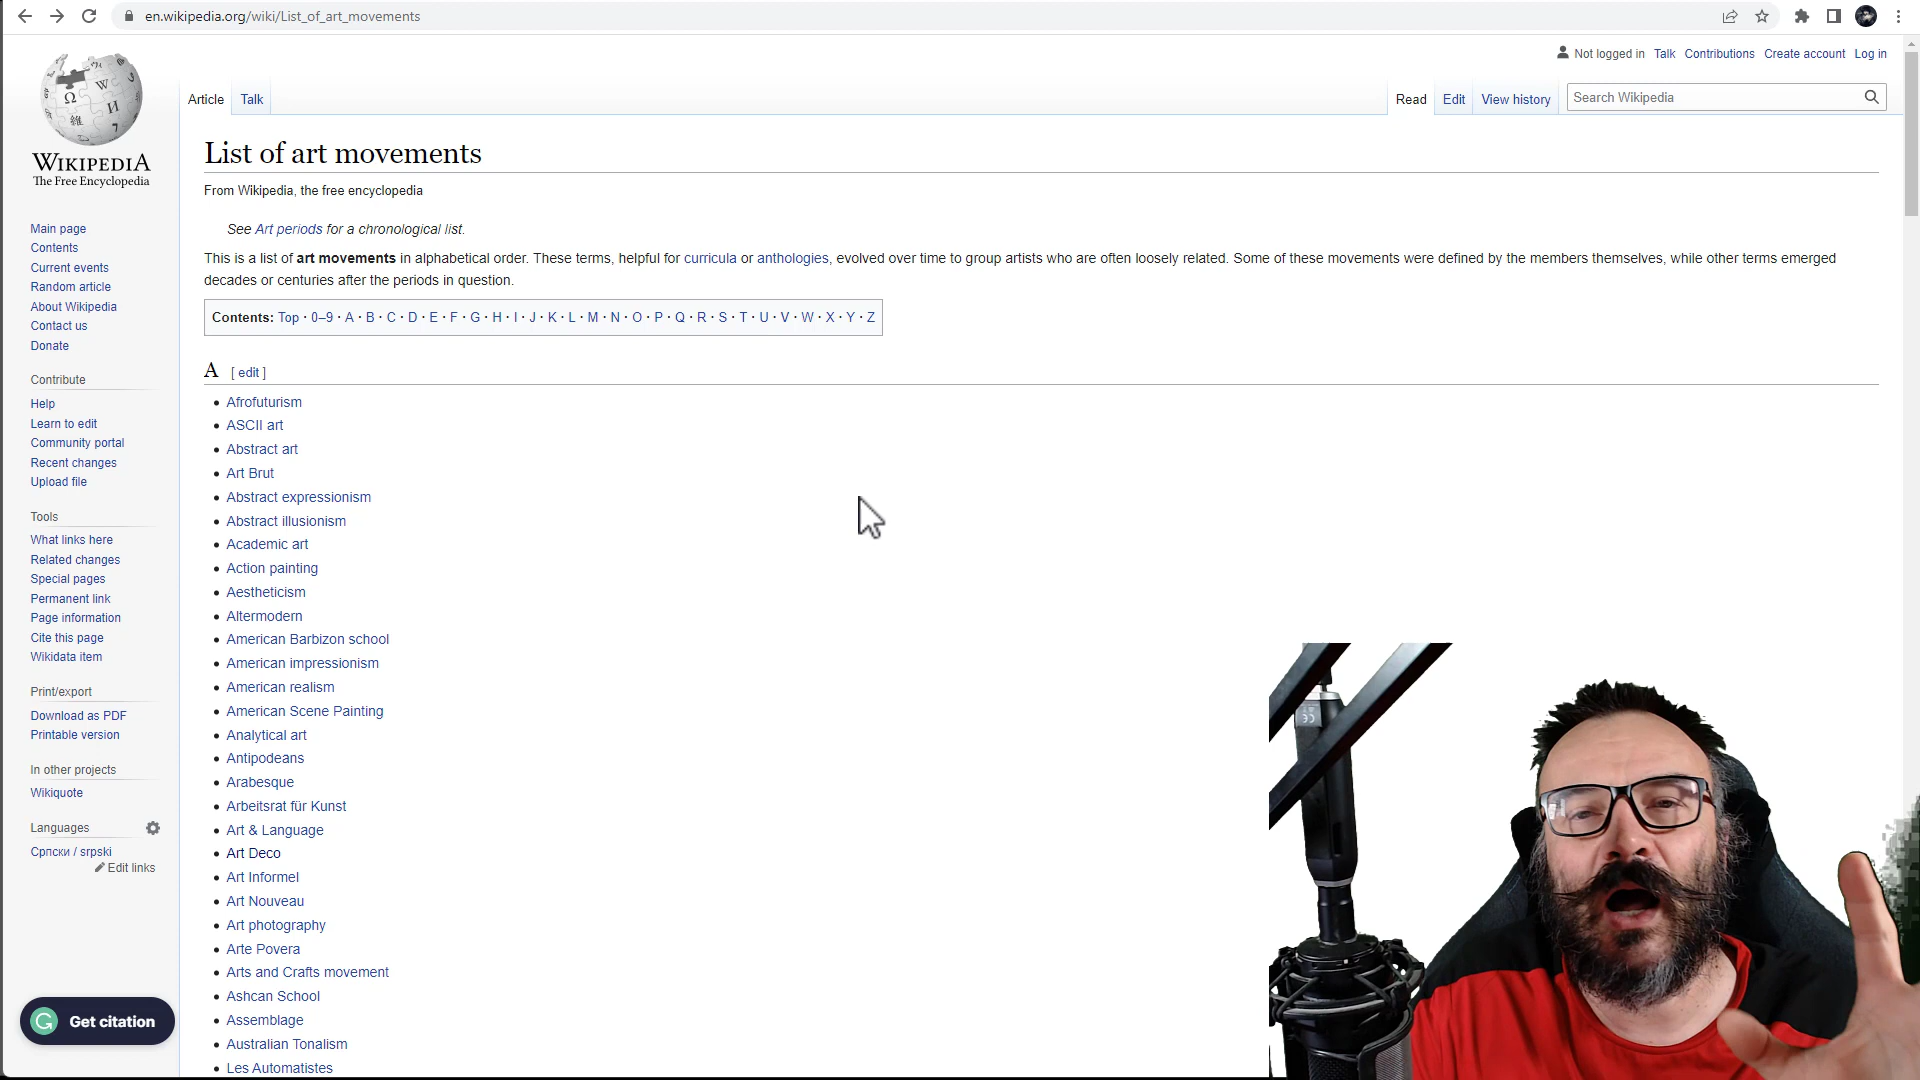 en.wikipedia.org/wiki/List_of_art_movements
Not logged in Talk Contributions Create account Log in
Article Talk Read Edit View history Search Wikipedia
WIKIPEDIA
The Free Encyclopedia
List of art movements
From Wikipedia, the free encyclopedia
See Art periods for a chronological list.
This is a list of art movements in alphabetical order. These terms, helpful for curricula or anthologies, evolved over time to group artists who are often loosely related. Some of these movements were defined by the members themselves, while other terms emerged
decades or centuries after the periods in question.
Contents: Top · 0–9 · A · B · C · D · E · F · G · H · I · J · K · L · M · N · O · P · Q · R · S · T · U · V · W · X · Y · Z
A [ edit ]
Afrofuturism
ASCII art
Abstract art
Art Brut
Abstract expressionism
Abstract illusionism
Academic art
Action painting
Aestheticism
Altermodern
American Barbizon school
American impressionism
American realism
American Scene Painting
Analytical art
Antipodeans
Arabesque
Arbeitsrat für Kunst
Art & Language
Art Deco
Art Informel
Art Nouveau
Art photography
Arte Povera
Arts and Crafts movement
Ashcan School
Assemblage
Australian Tonalism
Les Automatistes
Main page
Contents
Current events
Random article
About Wikipedia
Contact us
Donate
Contribute
Help
Learn to edit
Community portal
Recent changes
Upload file
Tools
What links here
Related changes
Special pages
Permanent link
Page information
Cite this page
Wikidata item
Print/export
Download as PDF
Printable version
In other projects
Wikiquote
Languages
Српски / srpski
Edit links
Get citation